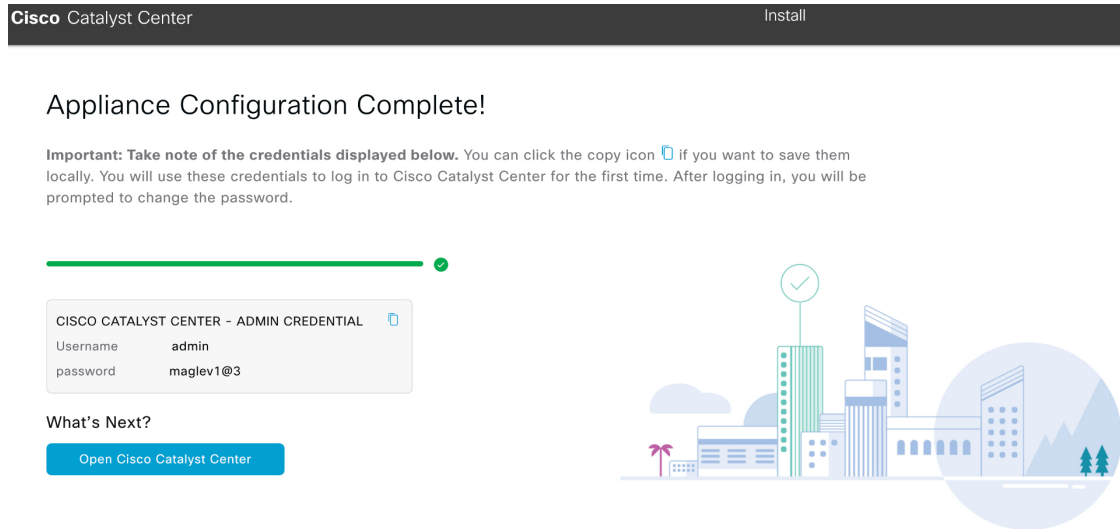 Cisco Catalyst Center
Install
Appliance Configuration Complete!
Important: Take note of the credentials displayed below. You can click the copy icon if you want to save them
locally. You will use these credentials to log in to Cisco Catalyst Center for the first time. After logging in, you will be
prompted to change the password.
CISCO CATALYST CENTER - ADMIN CREDENTIAL
Username admin
password maglev1@3
What's Next?
Open Cisco Catalyst Center